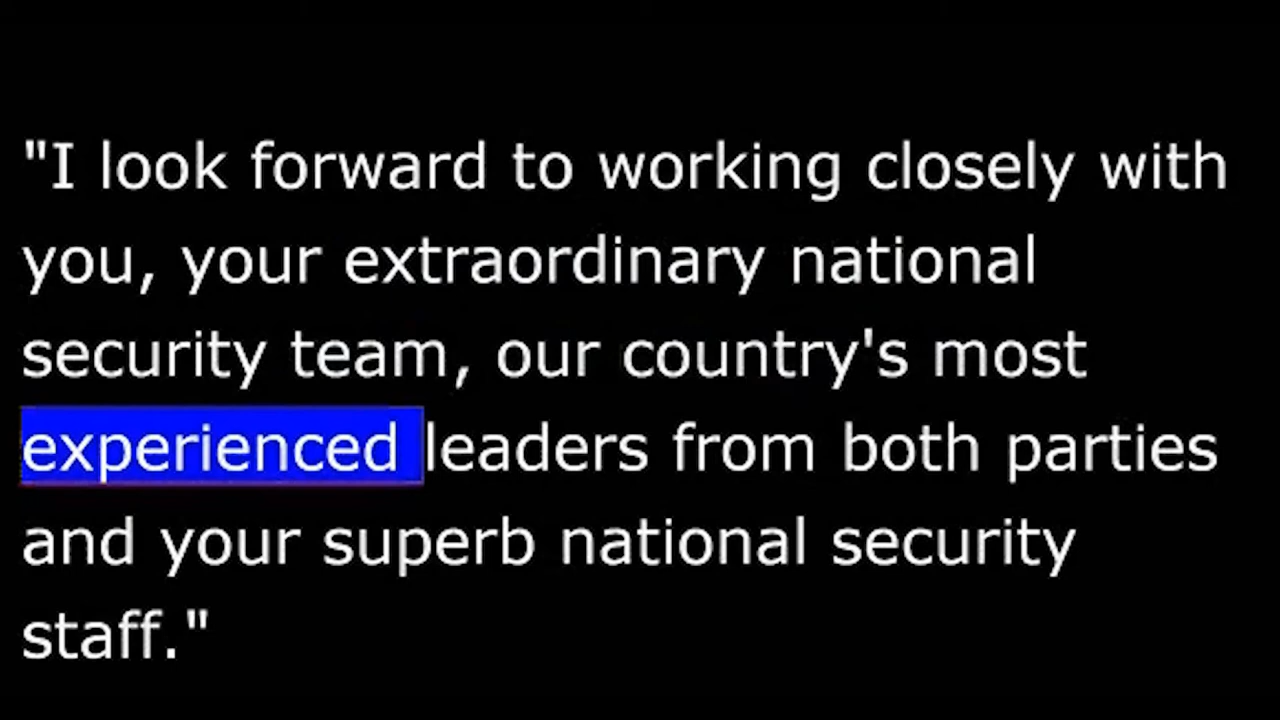 "I look forward to working closely with
you, your extraordinary national
security team, our country's most
experienced leaders from both parties
and your superb national security
staff."